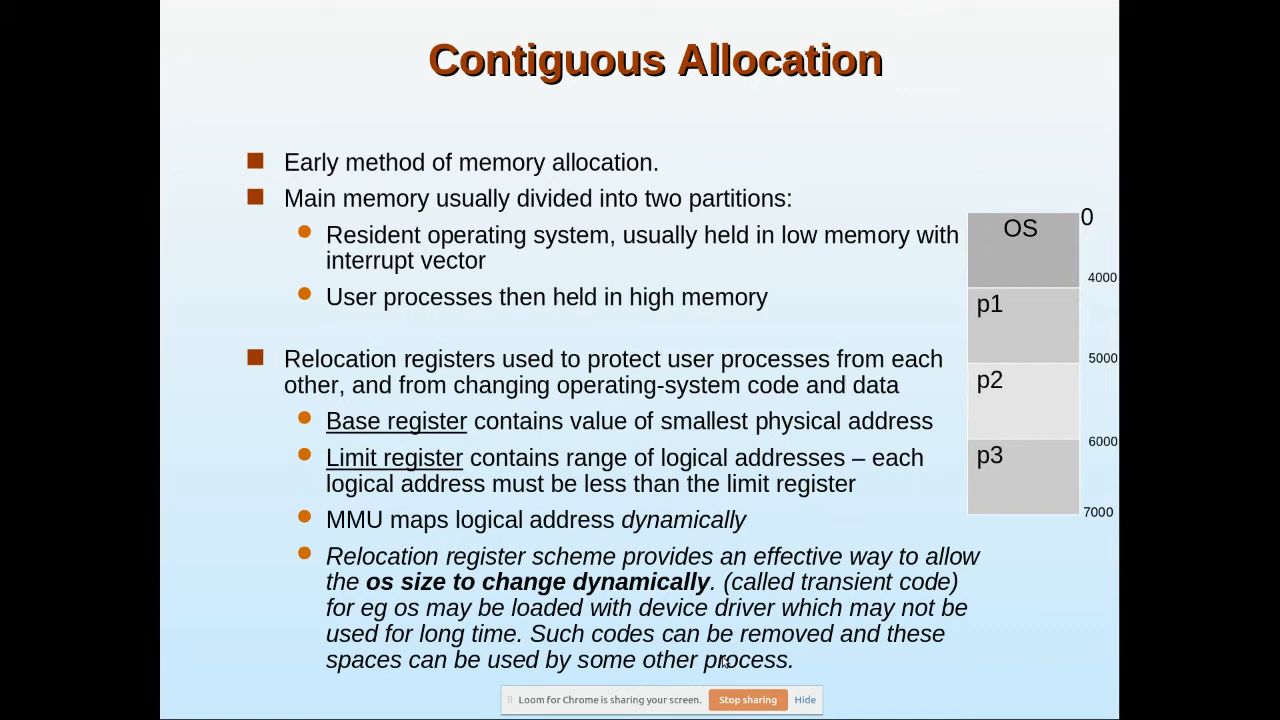 Contiguous Allocation
Early method of memory allocation.
Main memory usually divided into two partitions:
Resident operating system, usually held in low memory with
interrupt vector
User processes then held in high memory
Relocation registers used to protect user processes from each
other, and from changing operating-system code and data
Base register contains value of smallest physical address
Limit register contains range of logical addresses – each
logical address must be less than the limit register
MMU maps logical address dynamically
Relocation register scheme provides an effective way to allow
the os size to change dynamically. (called transient code)
for eg os may be loaded with device driver which may not be
used for long time. Such codes can be removed and these
spaces can be used by some other process.
OS
0
4000
p1
5000
p2
6000
p3
7000
Loom for Chrome is sharing your screen. Stop sharing Hide